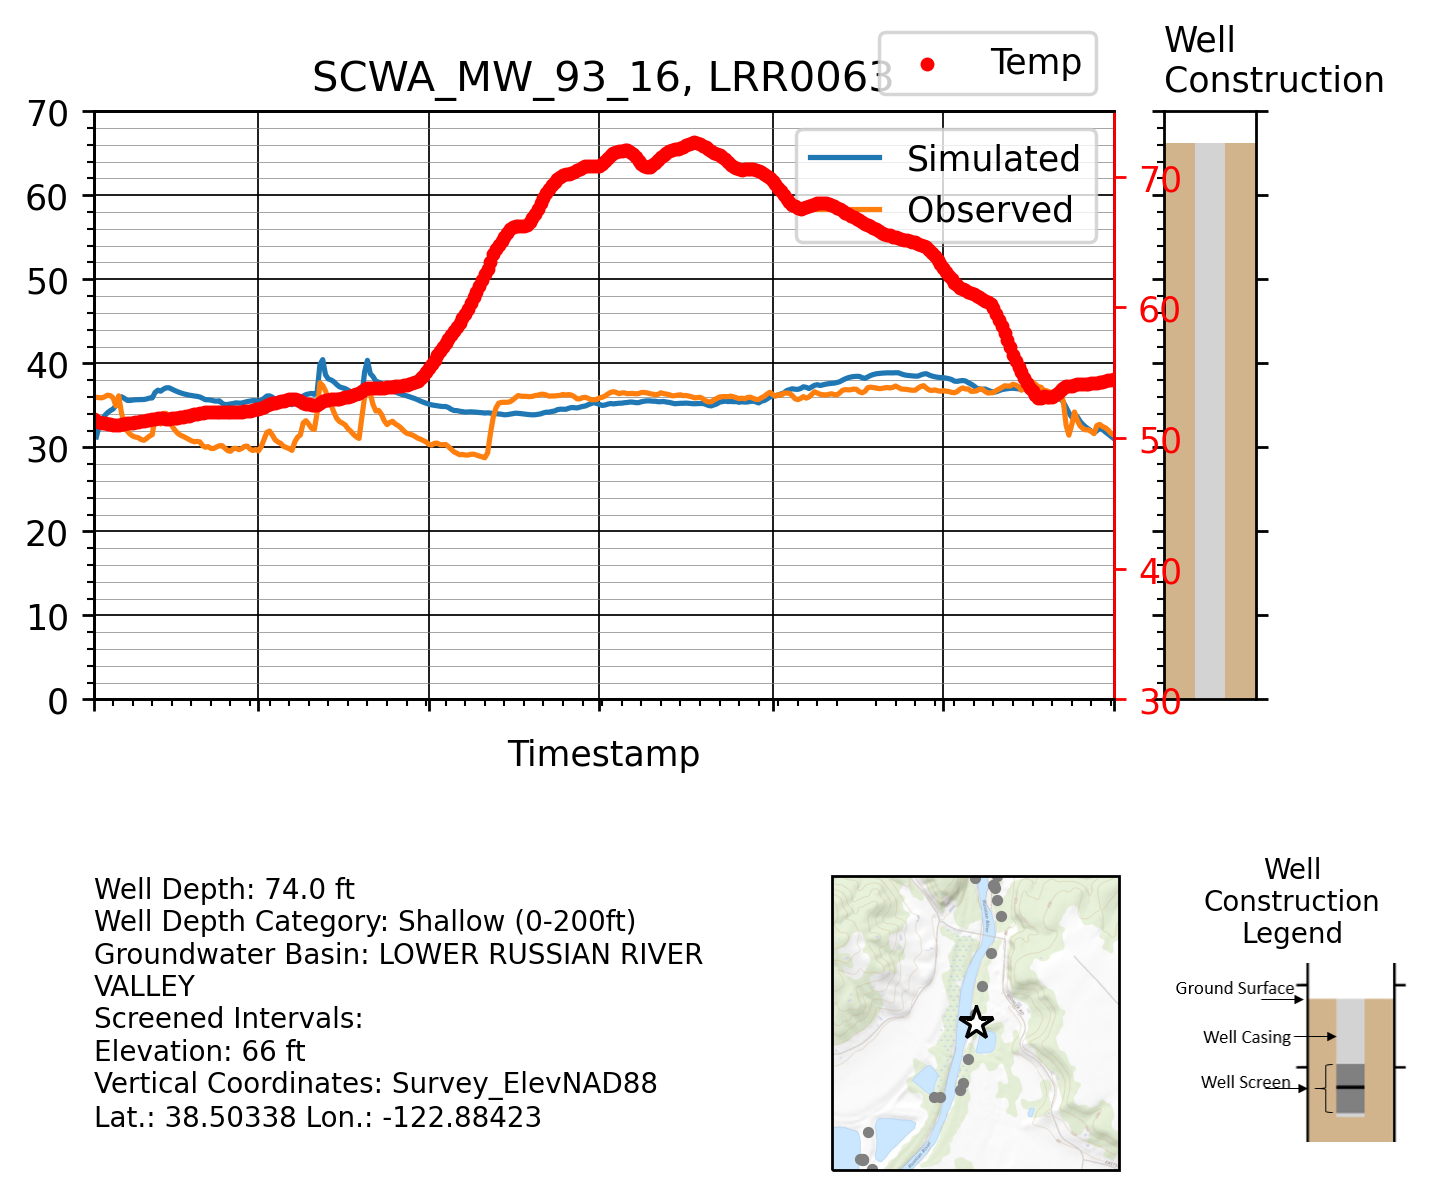 Temp
Well
Construction
SCWA_MW_93_16, LRR0063
70
60
50
40
30
20
10
0
Simulated
Observed
70
60
50
40
30
Timestamp
Well Depth: 74.0 ft
Well Depth Category: Shallow (0-200ft)
Groundwater Basin: LOWER RUSSIAN RIVER
VALLEY
Screened Intervals:
Elevation: 66 ft
Vertical Coordinates: Survey_ElevNAD88
Lat.: 38.50338 Lon.: -122.88423
Well
Construction
Legend
Ground Surface
Well Casing
Well Screen